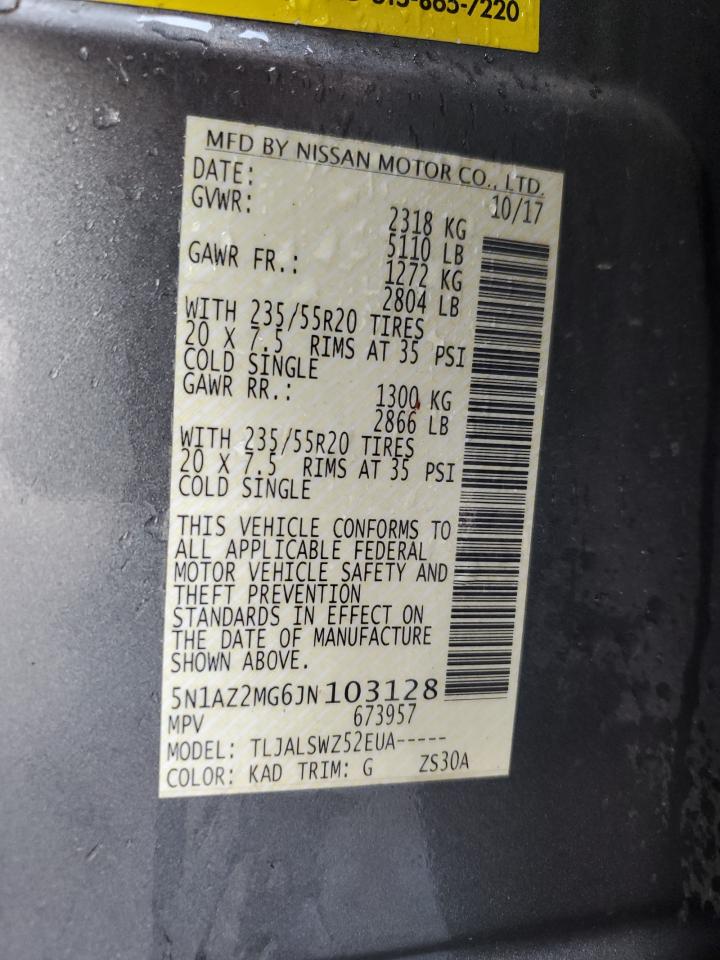 815-885-7220
MFD BY NISSAN MOTOR CO., LTD.
DATE: 10/17
GVWR: 2318 KG
5110 LB
GAWR FR.: 1272 KG
2804 LB
WITH 235/55R20 TIRES
20 X 7.5 RIMS AT 35 PSI
COLD SINGLE
GAWR RR.: 1300 KG
2866 LB
WITH 235/55R20 TIRES
20 X 7.5 RIMS AT 35 PSI
COLD SINGLE
THIS VEHICLE CONFORMS TO
ALL APPLICABLE FEDERAL
MOTOR VEHICLE SAFETY AND
THEFT PREVENTION
STANDARDS IN EFFECT ON
THE DATE OF MANUFACTURE
SHOWN ABOVE.
5N1AZ2MG6JN103128
MPV 673957
MODEL: TLJALSWZ52EUA-----
COLOR: KAD TRIM: G ZS30A